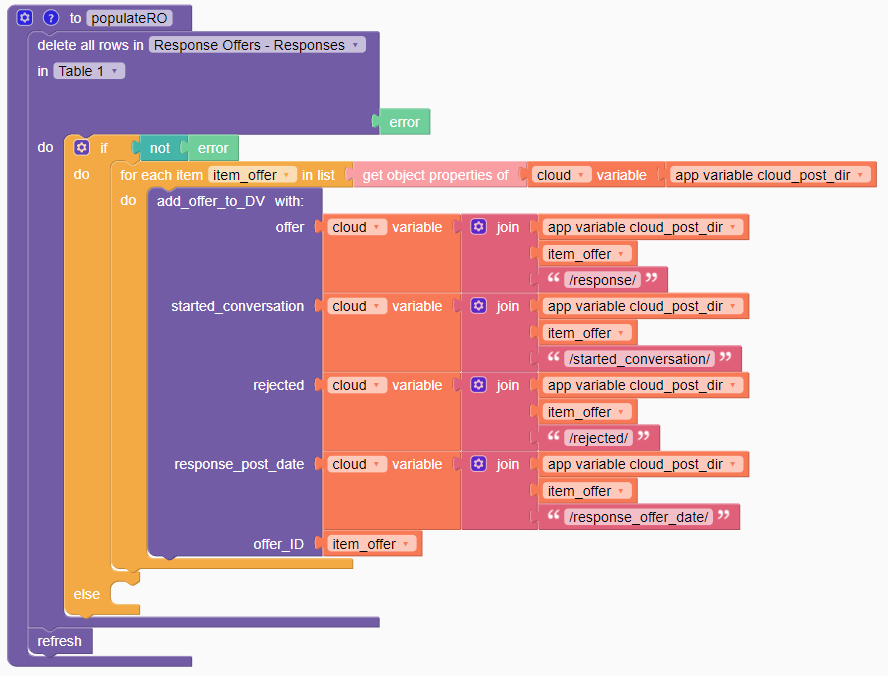 ? to populateRO
delete all rows in Response Offers - Responses
in Table 1
error
do if not error
do for each item item_offer in list get object properties of cloud variable app variable cloud_post_dir
do add_offer_to_DV with:
offer cloud variable join app variable cloud_post_dir
item_offer
“ /response/ ”
started_conversation cloud variable join app variable cloud_post_dir
item_offer
“ /started_conversation/ ”
rejected cloud variable join app variable cloud_post_dir
item_offer
“ /rejected/ ”
response_post_date cloud variable join app variable cloud_post_dir
item_offer
“ /response_offer_date/ ”
offer_ID item_offer
else
refresh